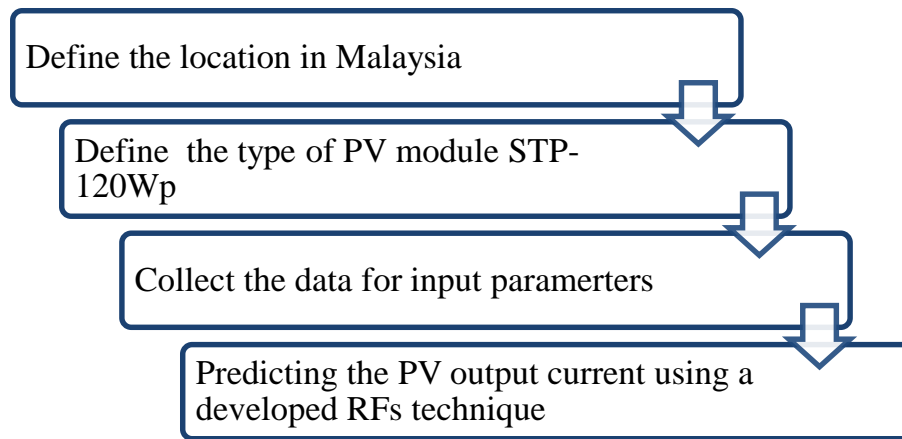 Define the location in Malaysia
Define the type of PV module STP-
120Wp
Collect the data for input paramerters
Predicting the PV output current using a
developed RFs technique